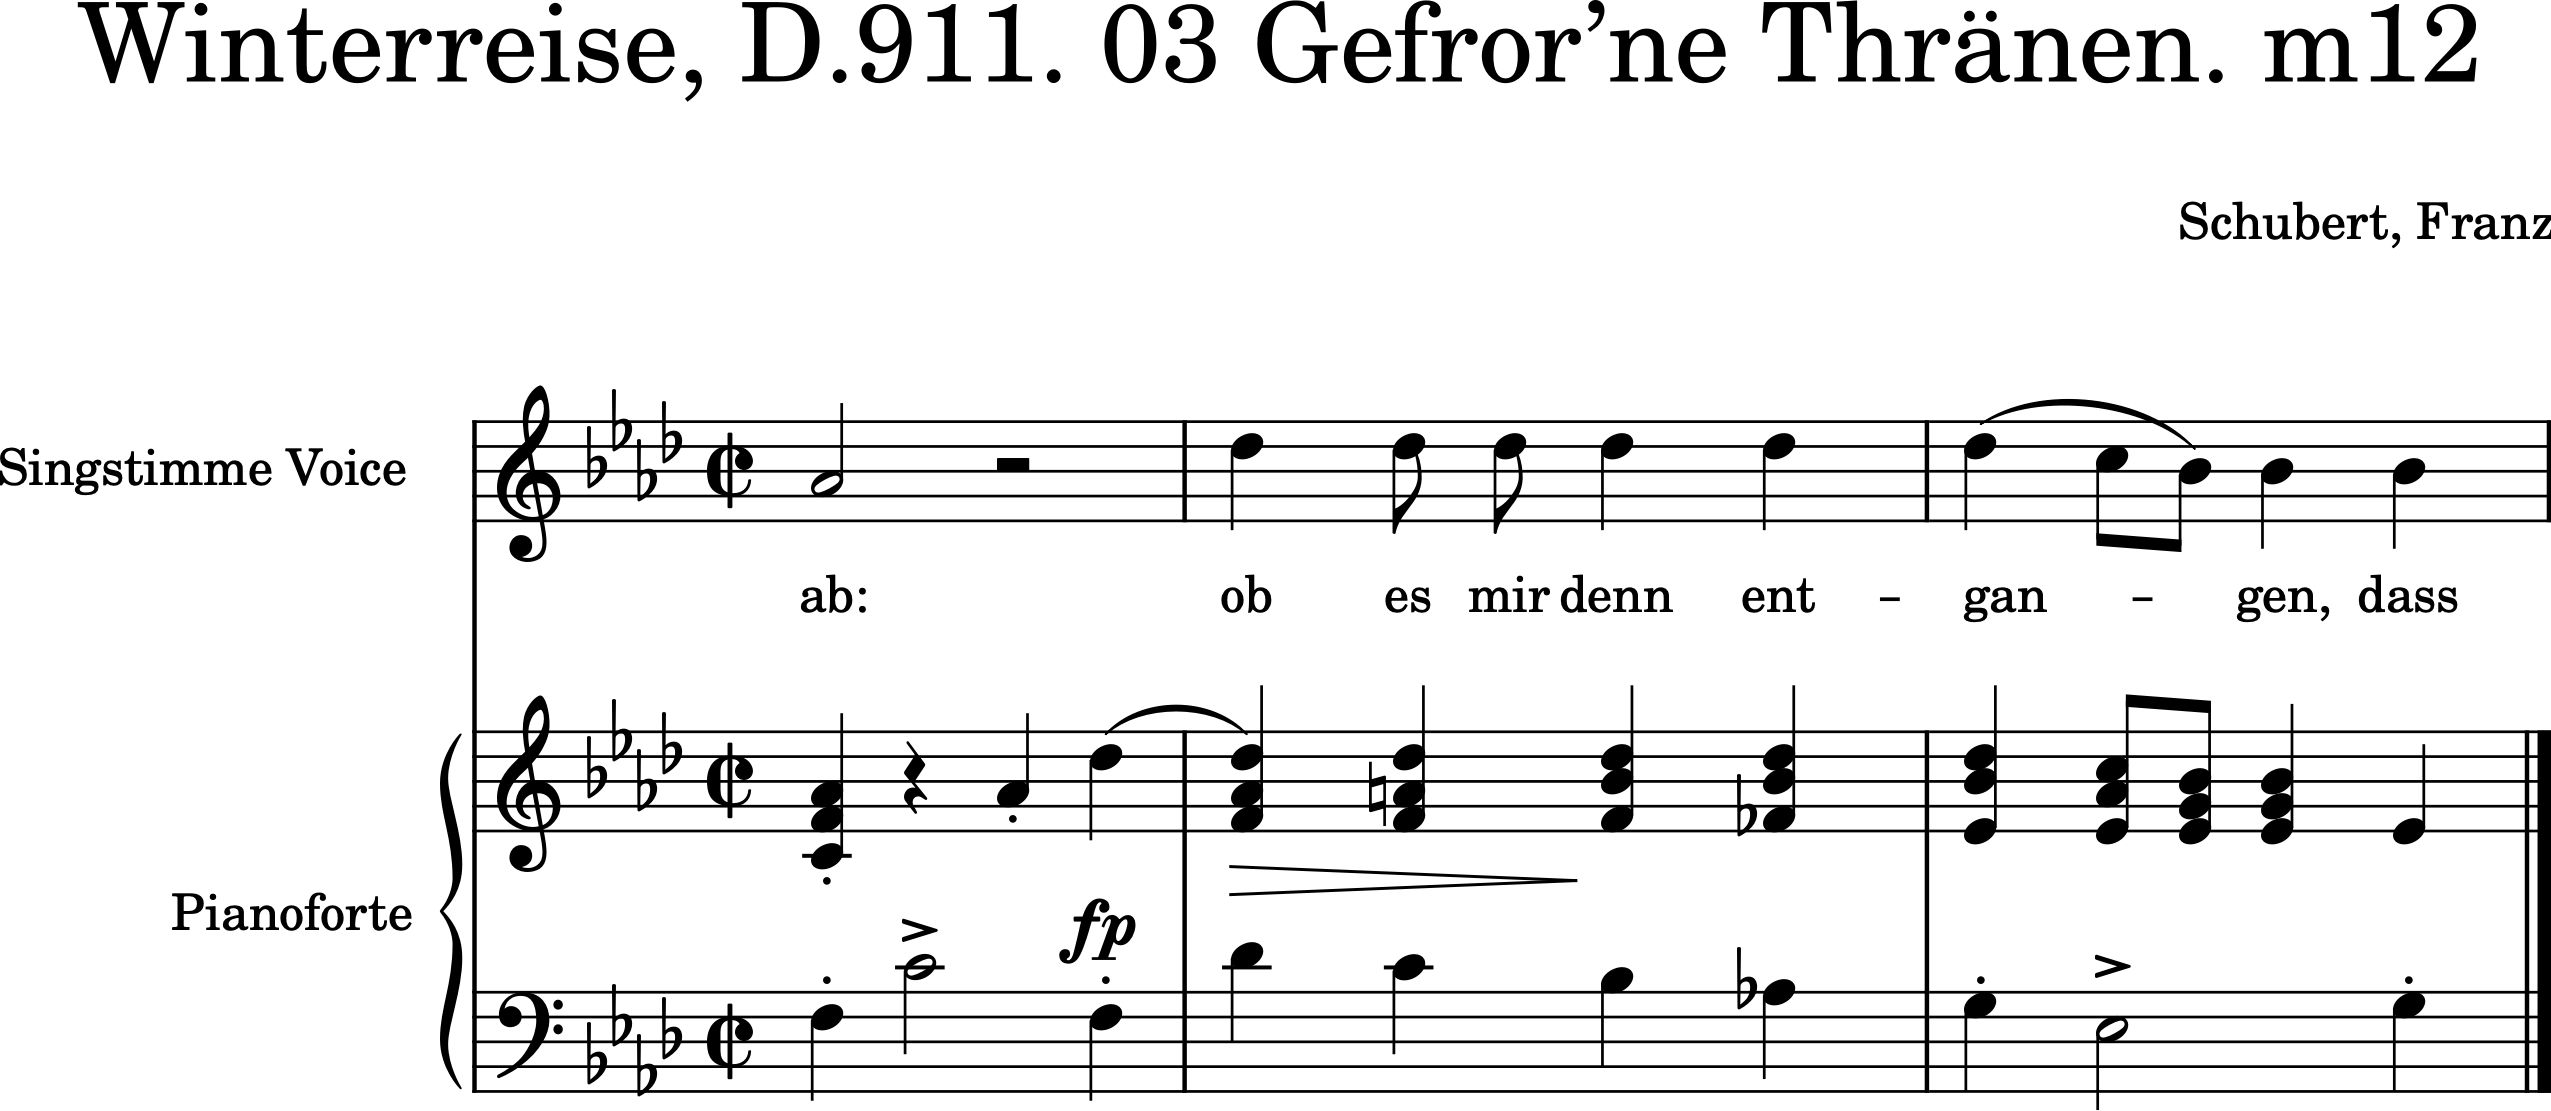 Winterreise, D.911. 03 Gefror’ne Thränen. m12
Schubert, Franz
Singstimme Voice
ab: ob es mir denn ent – gan – gen, dass
Pianoforte
fp